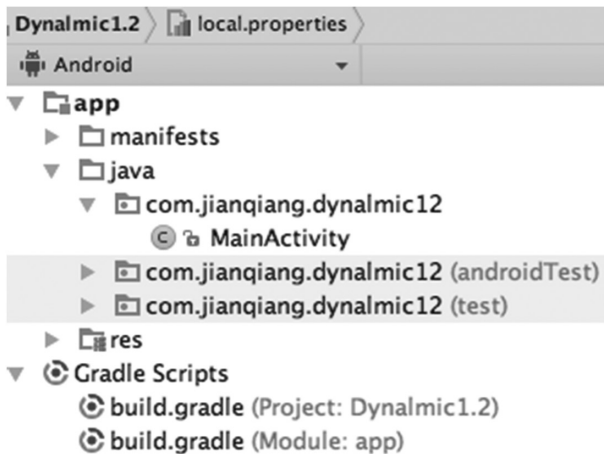 Dynalmic1.2 local.properties
Android
app
manifests
java
com.jianqiang.dynalmic12
C MainActivity
com.jianqiang.dynalmic12 (androidTest)
com.jianqiang.dynalmic12 (test)
res
Gradle Scripts
build.gradle (Project: Dynalmic1.2)
build.gradle (Module: app)